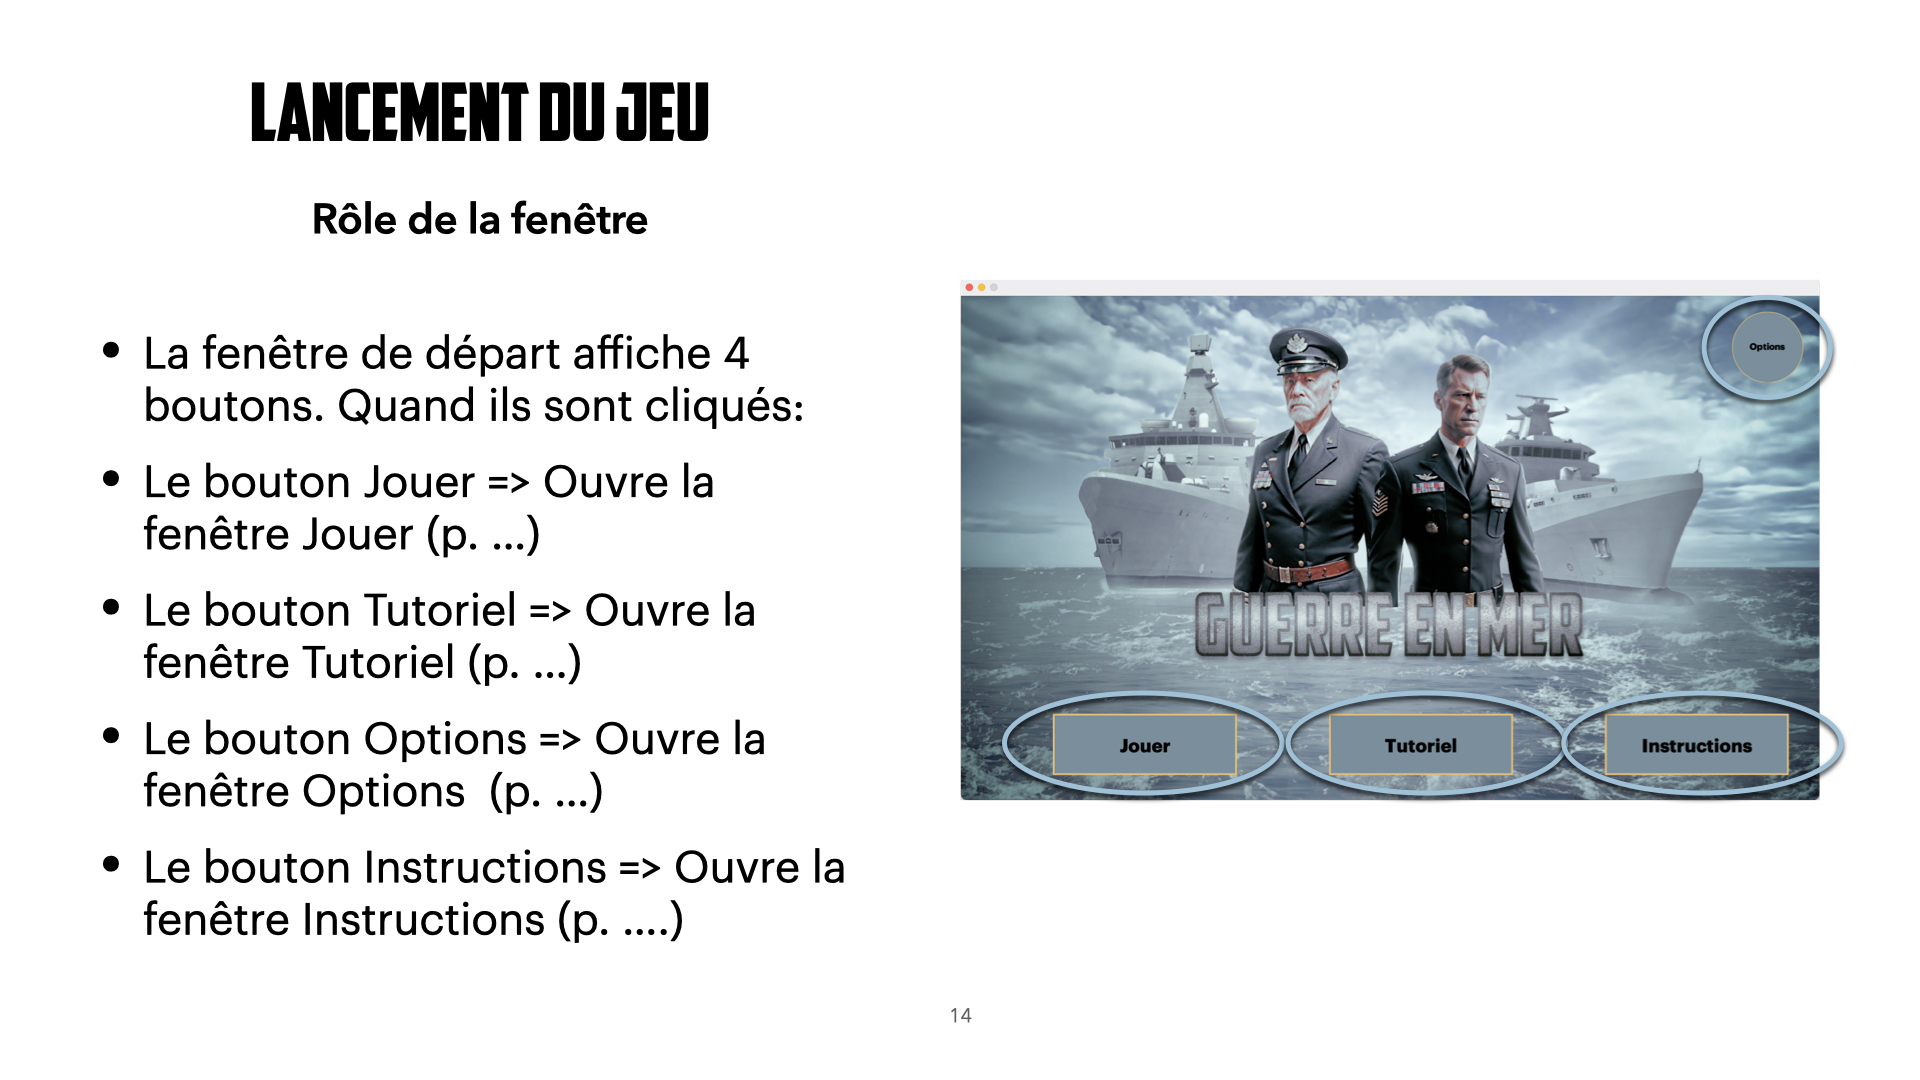 LANCEMENT DU JEU
Rôle de la fenêtre
• La fenêtre de départ affiche 4
boutons. Quand ils sont cliqués:
• Le bouton Jouer => Ouvre la
fenêtre Jouer (p. ...)
• Le bouton Tutoriel => Ouvre la
fenêtre Tutoriel (p. ...)
• Le bouton Options => Ouvre la
fenêtre Options  (p. ...)
• Le bouton Instructions => Ouvre la
fenêtre Instructions (p. ....)
Options
GUERRE EN MER
Jouer
Tutoriel
Instructions
14